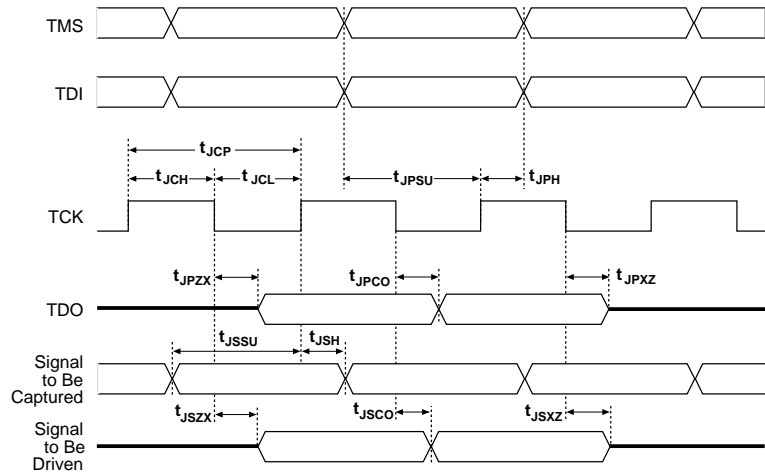 TMS
TDI
tJCP
tJCH
tJCL
tJPSU
tJPH
TCK
tJPZX
tJPCO
tJPXZ
TDO
tJSSU
tJSH
Signal
to Be
Captured
tJSZX
tJSCO
tJSXZ
Signal
to Be
Driven